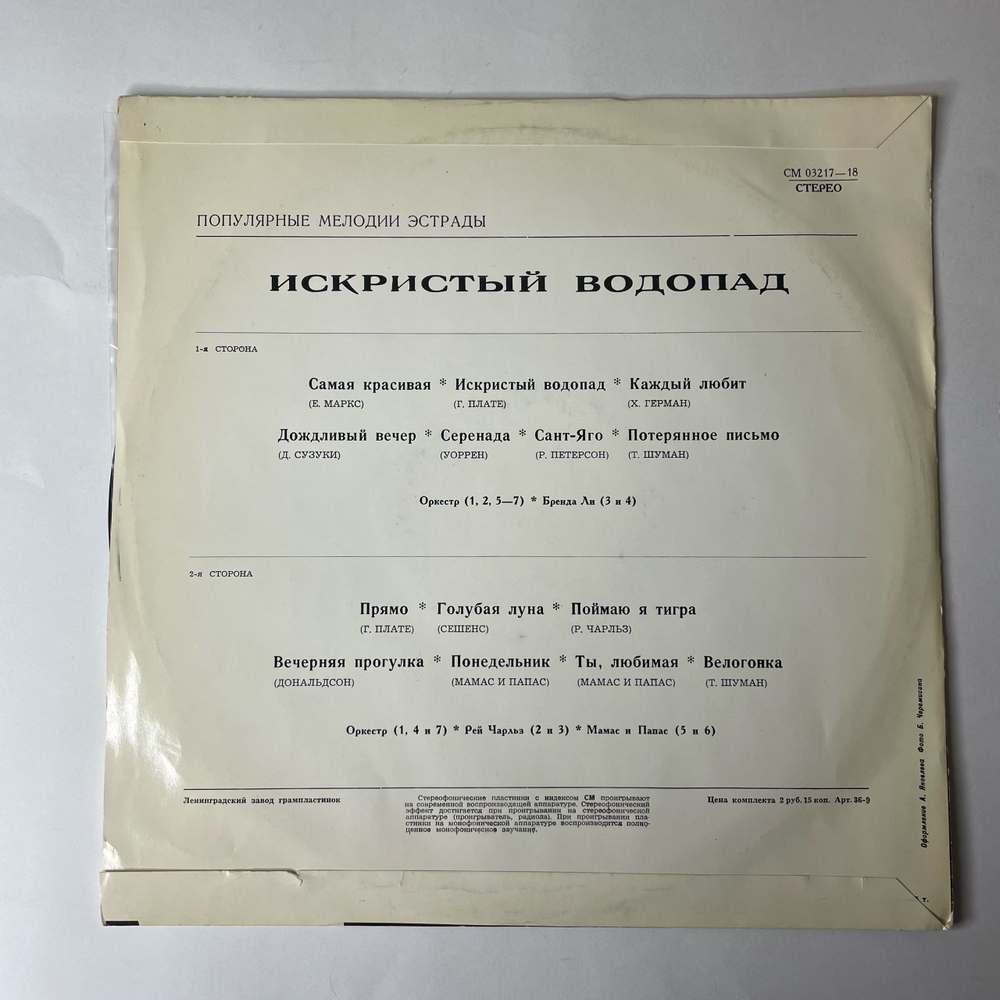 СМ 03217—18
СТЕРЕО
ПОПУЛЯРНЫЕ МЕЛОДИИ ЭСТРАДЫ
ИСКРИСТЫЙ ВОДОПАД
1-я СТОРОНА
Самая красивая * Искристый водопад * Каждый любит
(Е. МАРКС) (Г. ПЛАТЕ) (Х. ГЕРМАН)
Дождливый вечер * Серенада * Сант-Яго * Потерянное письмо
(Д. СУЗУКИ) (УОРРЕН) (Р. ПЕТЕРСОН) (Т. ШУМАН)
Оркестр (1, 2, 5—7) * Бренда Ли (3 и 4)
2-я СТОРОНА
Прямо * Голубая луна * Поймаю я тигра
(Г. ПЛАТЕ) (СЕШЕНС) (Р. ЧАРЛЬЗ)
Вечерняя прогулка * Понедельник * Ты, любимая * Велогонка
(ДОНАЛЬДСОН) (МАМАС И ПАПАС) (МАМАС И ПАПАС) (Т. ШУМАН)
Оркестр (1, 4 и 7) * Рей Чарльз (2 и 3) * Мамас и Папас (5 и 6)
Ленинградский завод грампластинок
Стереофонические пластинки с индексом СМ проигрывают
на современной воспроизводящей аппаратуре. Стереофонический
эффект достигается при проигрывании на стереофонической
аппаратуре (проигрыватель, радиола). При проигрывании пла-
стинки на монофонической аппаратуре воспроизводится полно-
ценное монофоническое звучание.
Цена комплекта 2 руб. 15 коп. Арт. 36-9
Оформление А. Яковлева Фото Б. Черемисина
т.